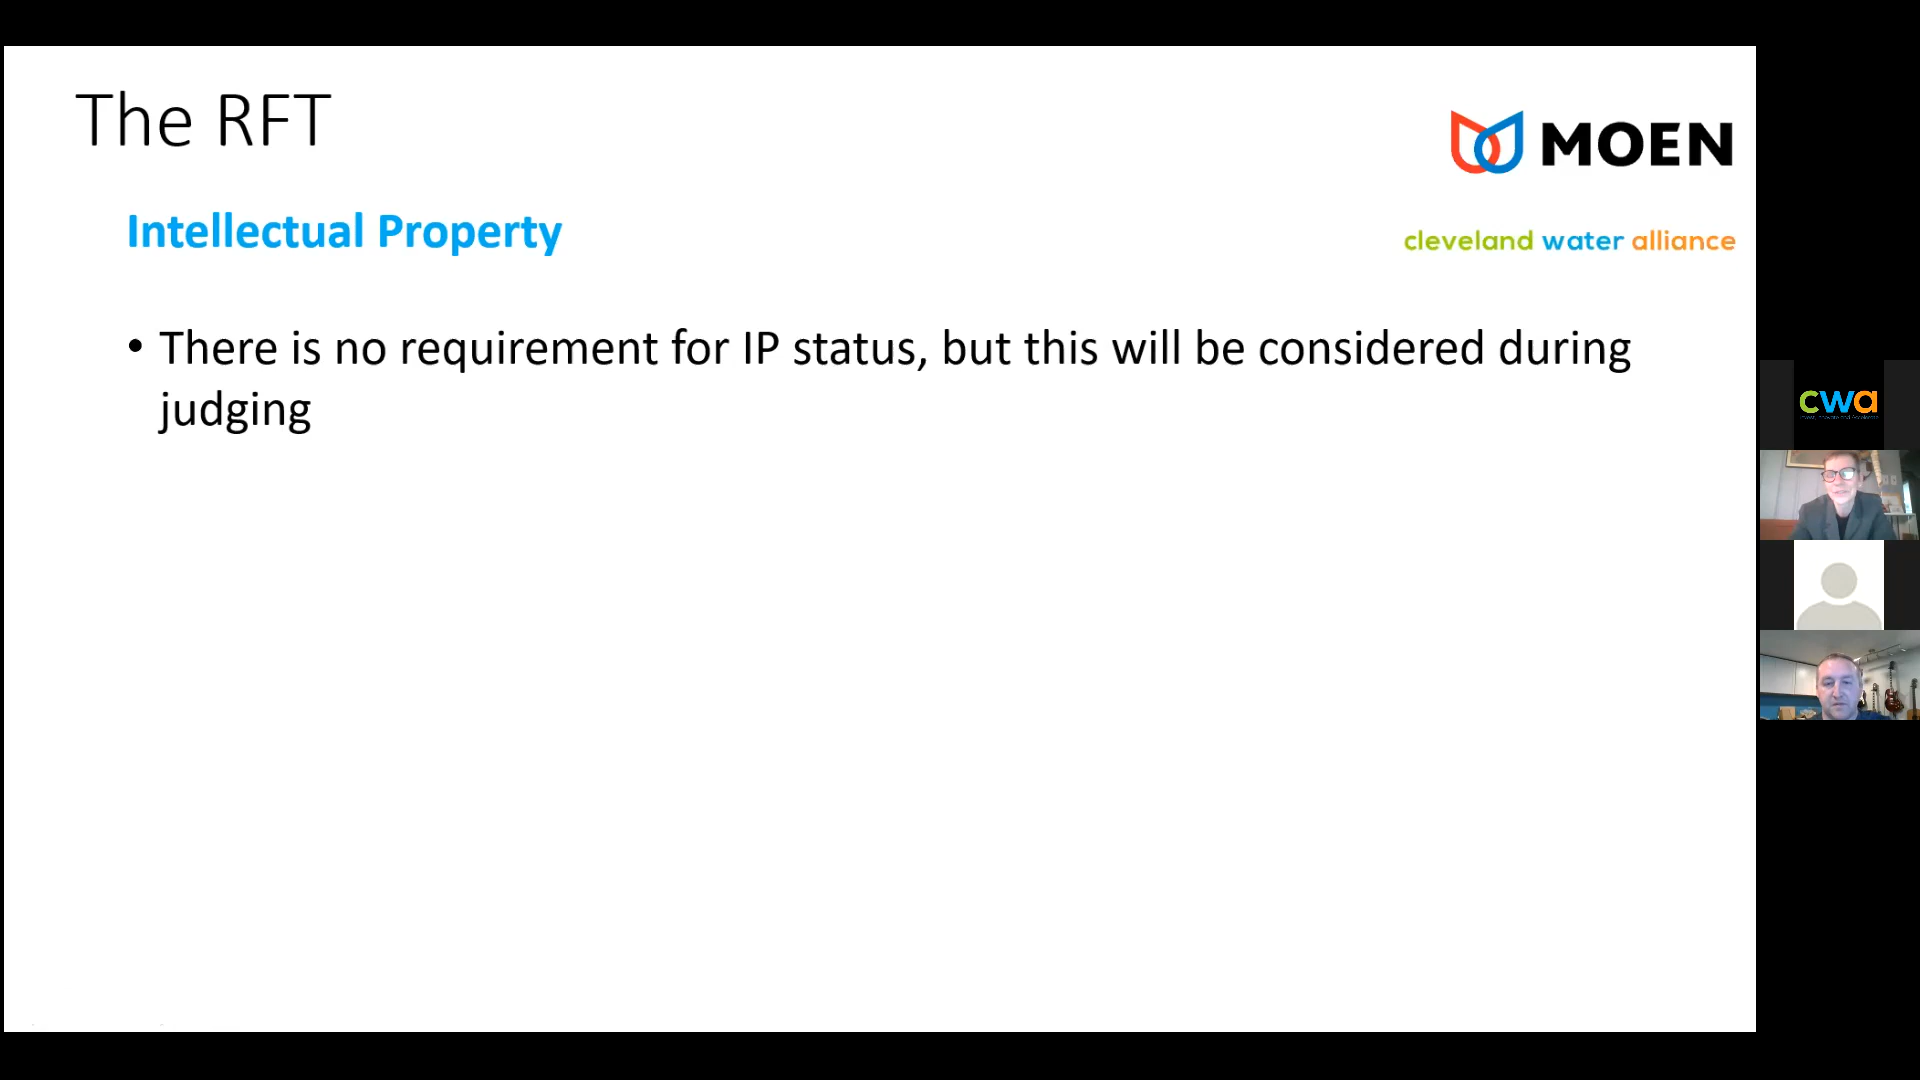 The RFT
MOEN
Intellectual Property
cleveland water alliance
• There is no requirement for IP status, but this will be considered during
judging
cwa